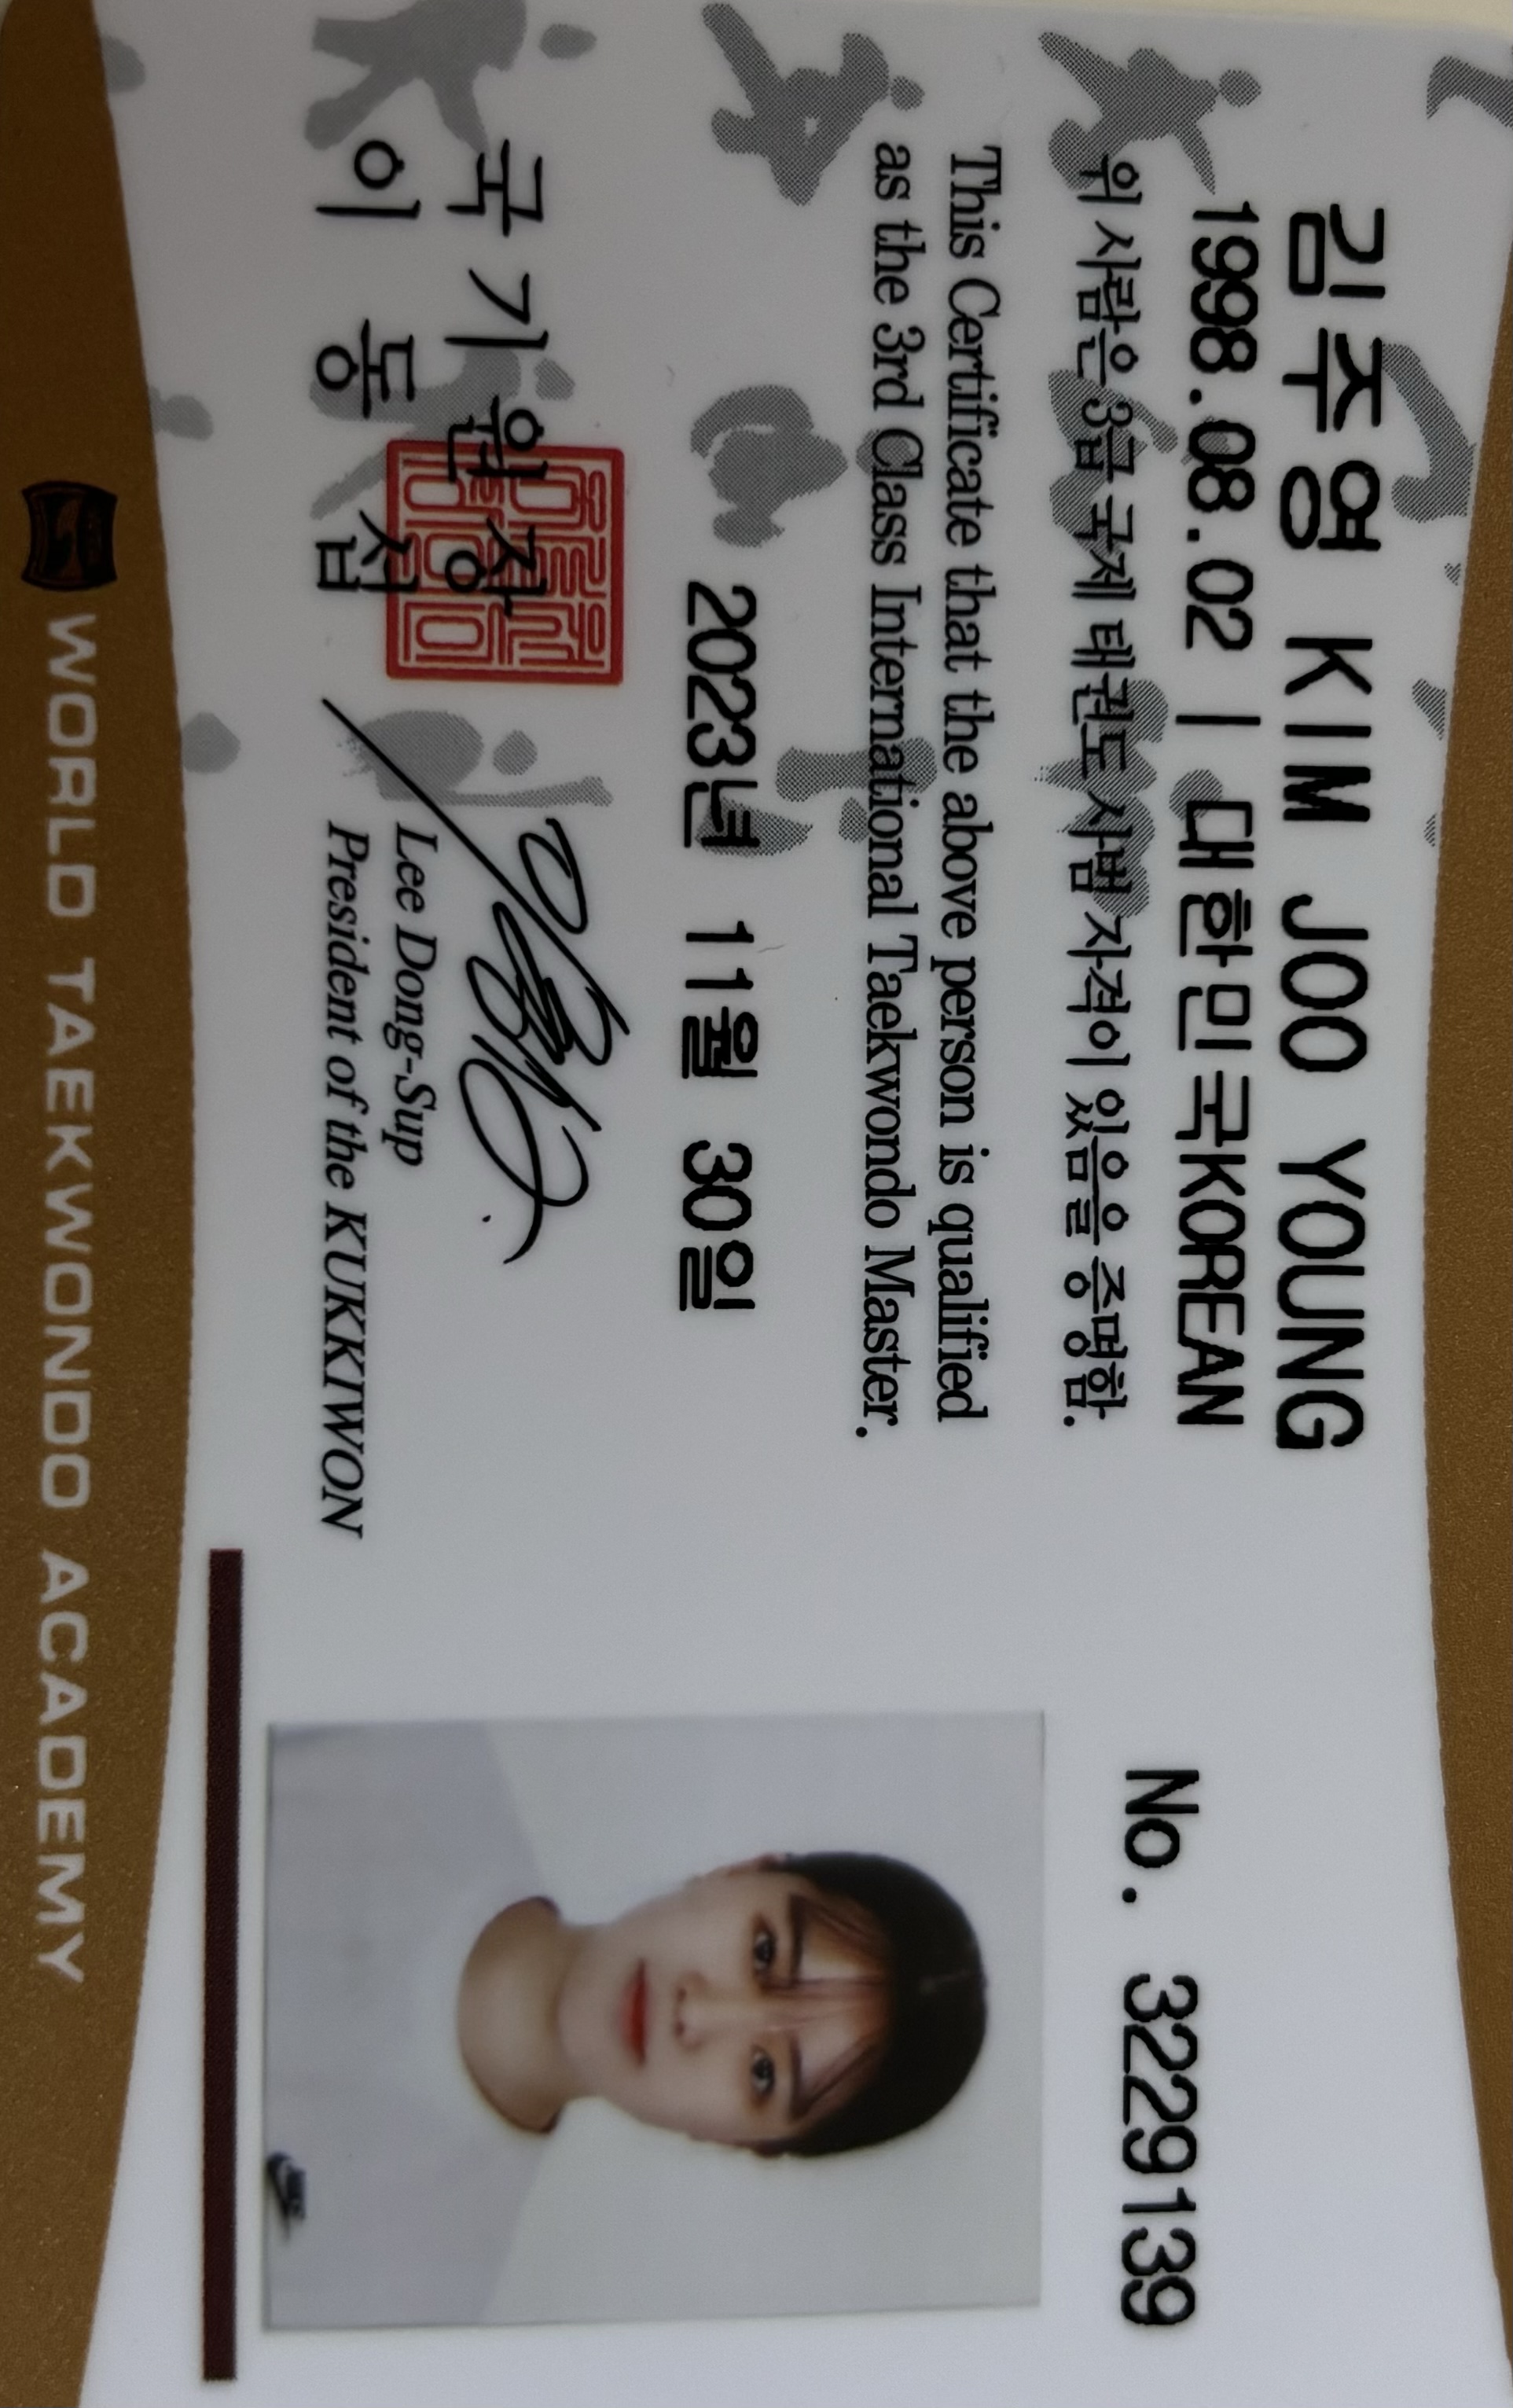 김주영 KIM JOO YOUNG
1998.08.02 | 대한민국KOREAN
No. 3229139
위 사람은 3급 국제 태권도 사범 자격이 있음을 증명함.
This Certificate that the above person is qualified
as the 3rd Class International Taekwondo Master.
2023년 11월 30일
국기원장
이동섭
Lee Dong-Sup
President of the KUKKIWON
WORLD TAEKWONDO ACADEMY